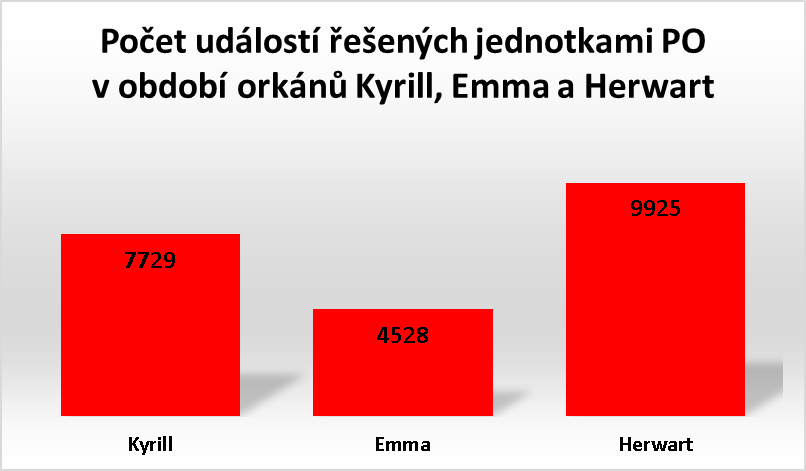 Počet událostí řešených jednotkami PO
v období orkánů Kyrill, Emma a Herwart
9925
7729
4528
Kyrill
Emma
Herwart